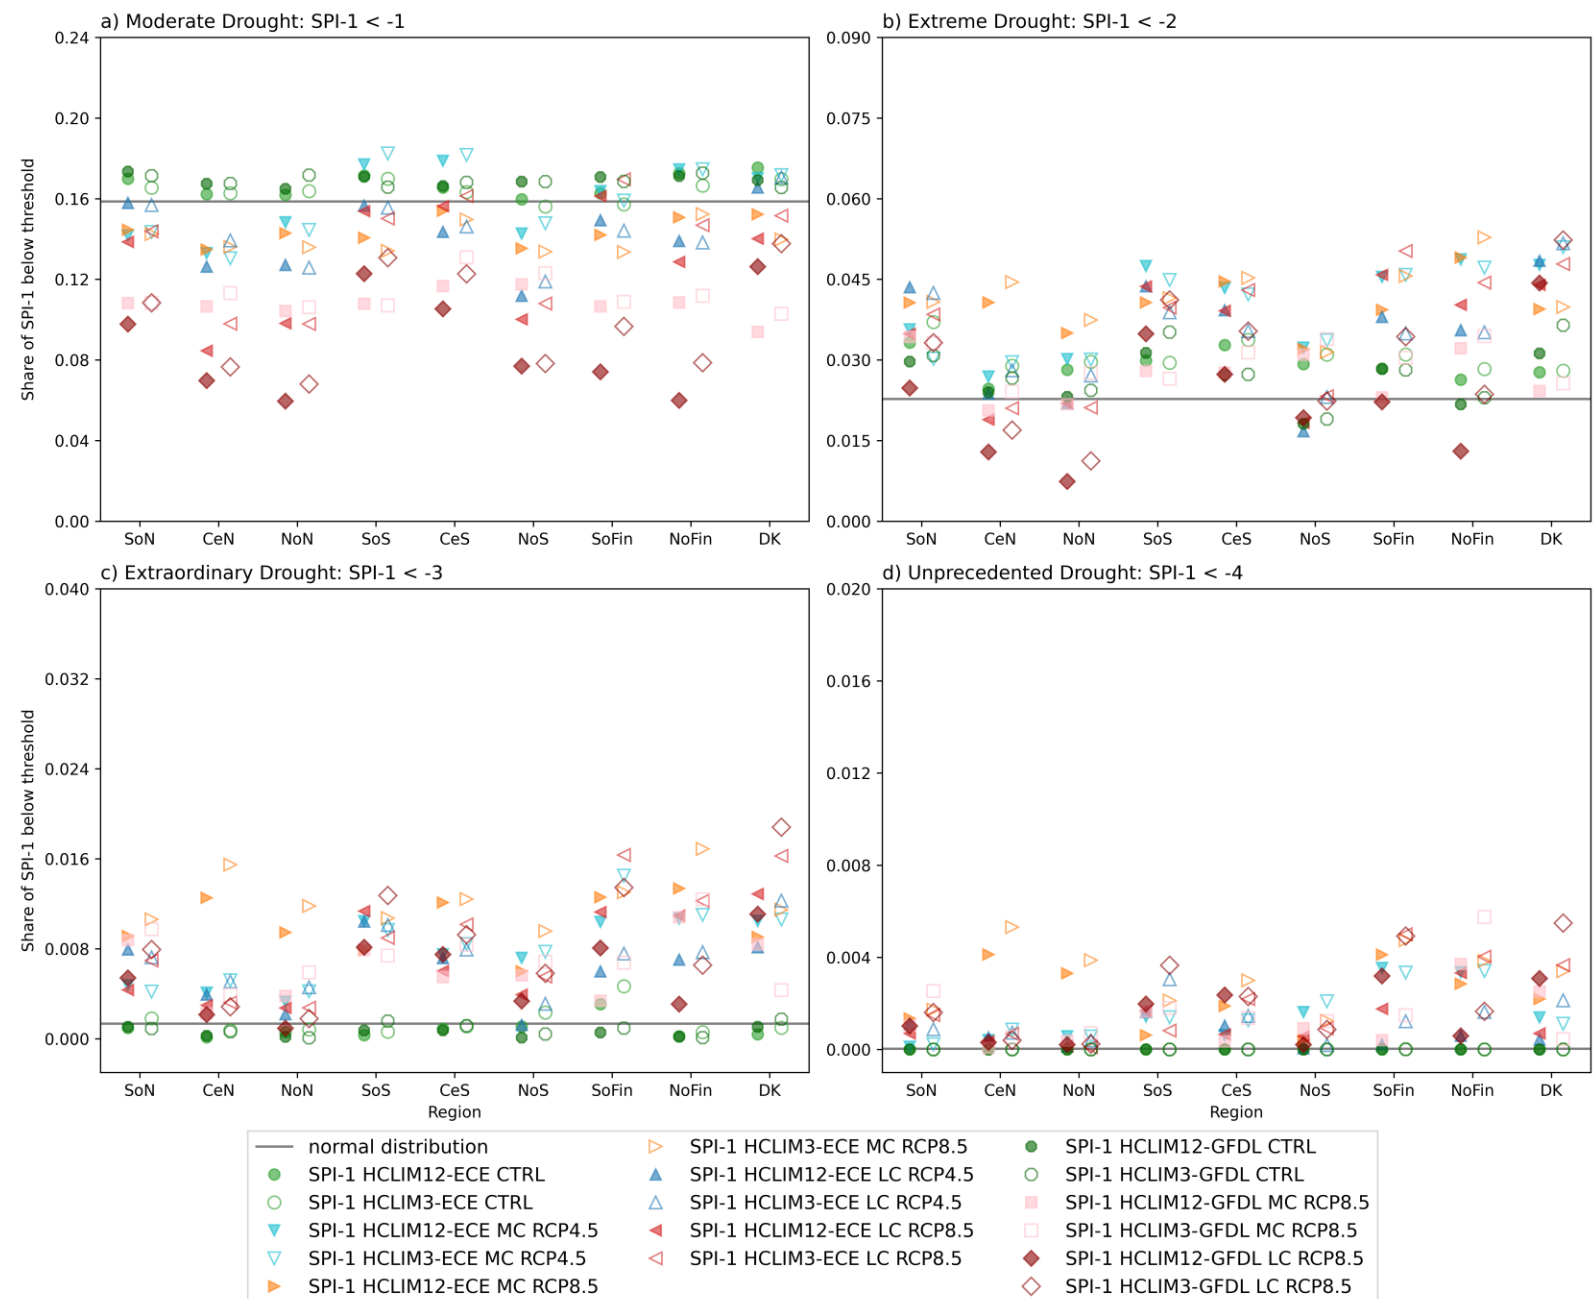 a) Moderate Drought: SPI-1 < -1
0.24
0.20
0.16
0.12
0.08
0.04
0.00
Share of SPI-1 below threshold
SoN CeN NoN SoS CeS NoS SoFin NoFin DK
b) Extreme Drought: SPI-1 < -2
0.090
0.075
0.060
0.045
0.030
0.015
0.000
SoN CeN NoN SoS CeS NoS SoFin NoFin DK
c) Extraordinary Drought: SPI-1 < -3
0.040
0.032
0.024
0.016
0.008
0.000
Share of SPI-1 below threshold
SoN CeN NoN SoS CeS NoS SoFin NoFin DK
Region
d) Unprecedented Drought: SPI-1 < -4
0.020
0.016
0.012
0.008
0.004
0.000
SoN CeN NoN SoS CeS NoS SoFin NoFin DK
Region
normal distribution
SPI-1 HCLIM12-ECE CTRL
SPI-1 HCLIM3-ECE CTRL
SPI-1 HCLIM12-ECE MC RCP4.5
SPI-1 HCLIM3-ECE MC RCP4.5
SPI-1 HCLIM12-ECE MC RCP8.5
SPI-1 HCLIM3-ECE MC RCP8.5
SPI-1 HCLIM12-ECE LC RCP4.5
SPI-1 HCLIM3-ECE LC RCP4.5
SPI-1 HCLIM12-ECE LC RCP8.5
SPI-1 HCLIM3-ECE LC RCP8.5
SPI-1 HCLIM12-GFDL CTRL
SPI-1 HCLIM3-GFDL CTRL
SPI-1 HCLIM12-GFDL MC RCP8.5
SPI-1 HCLIM3-GFDL MC RCP8.5
SPI-1 HCLIM12-GFDL LC RCP8.5
SPI-1 HCLIM3-GFDL LC RCP8.5